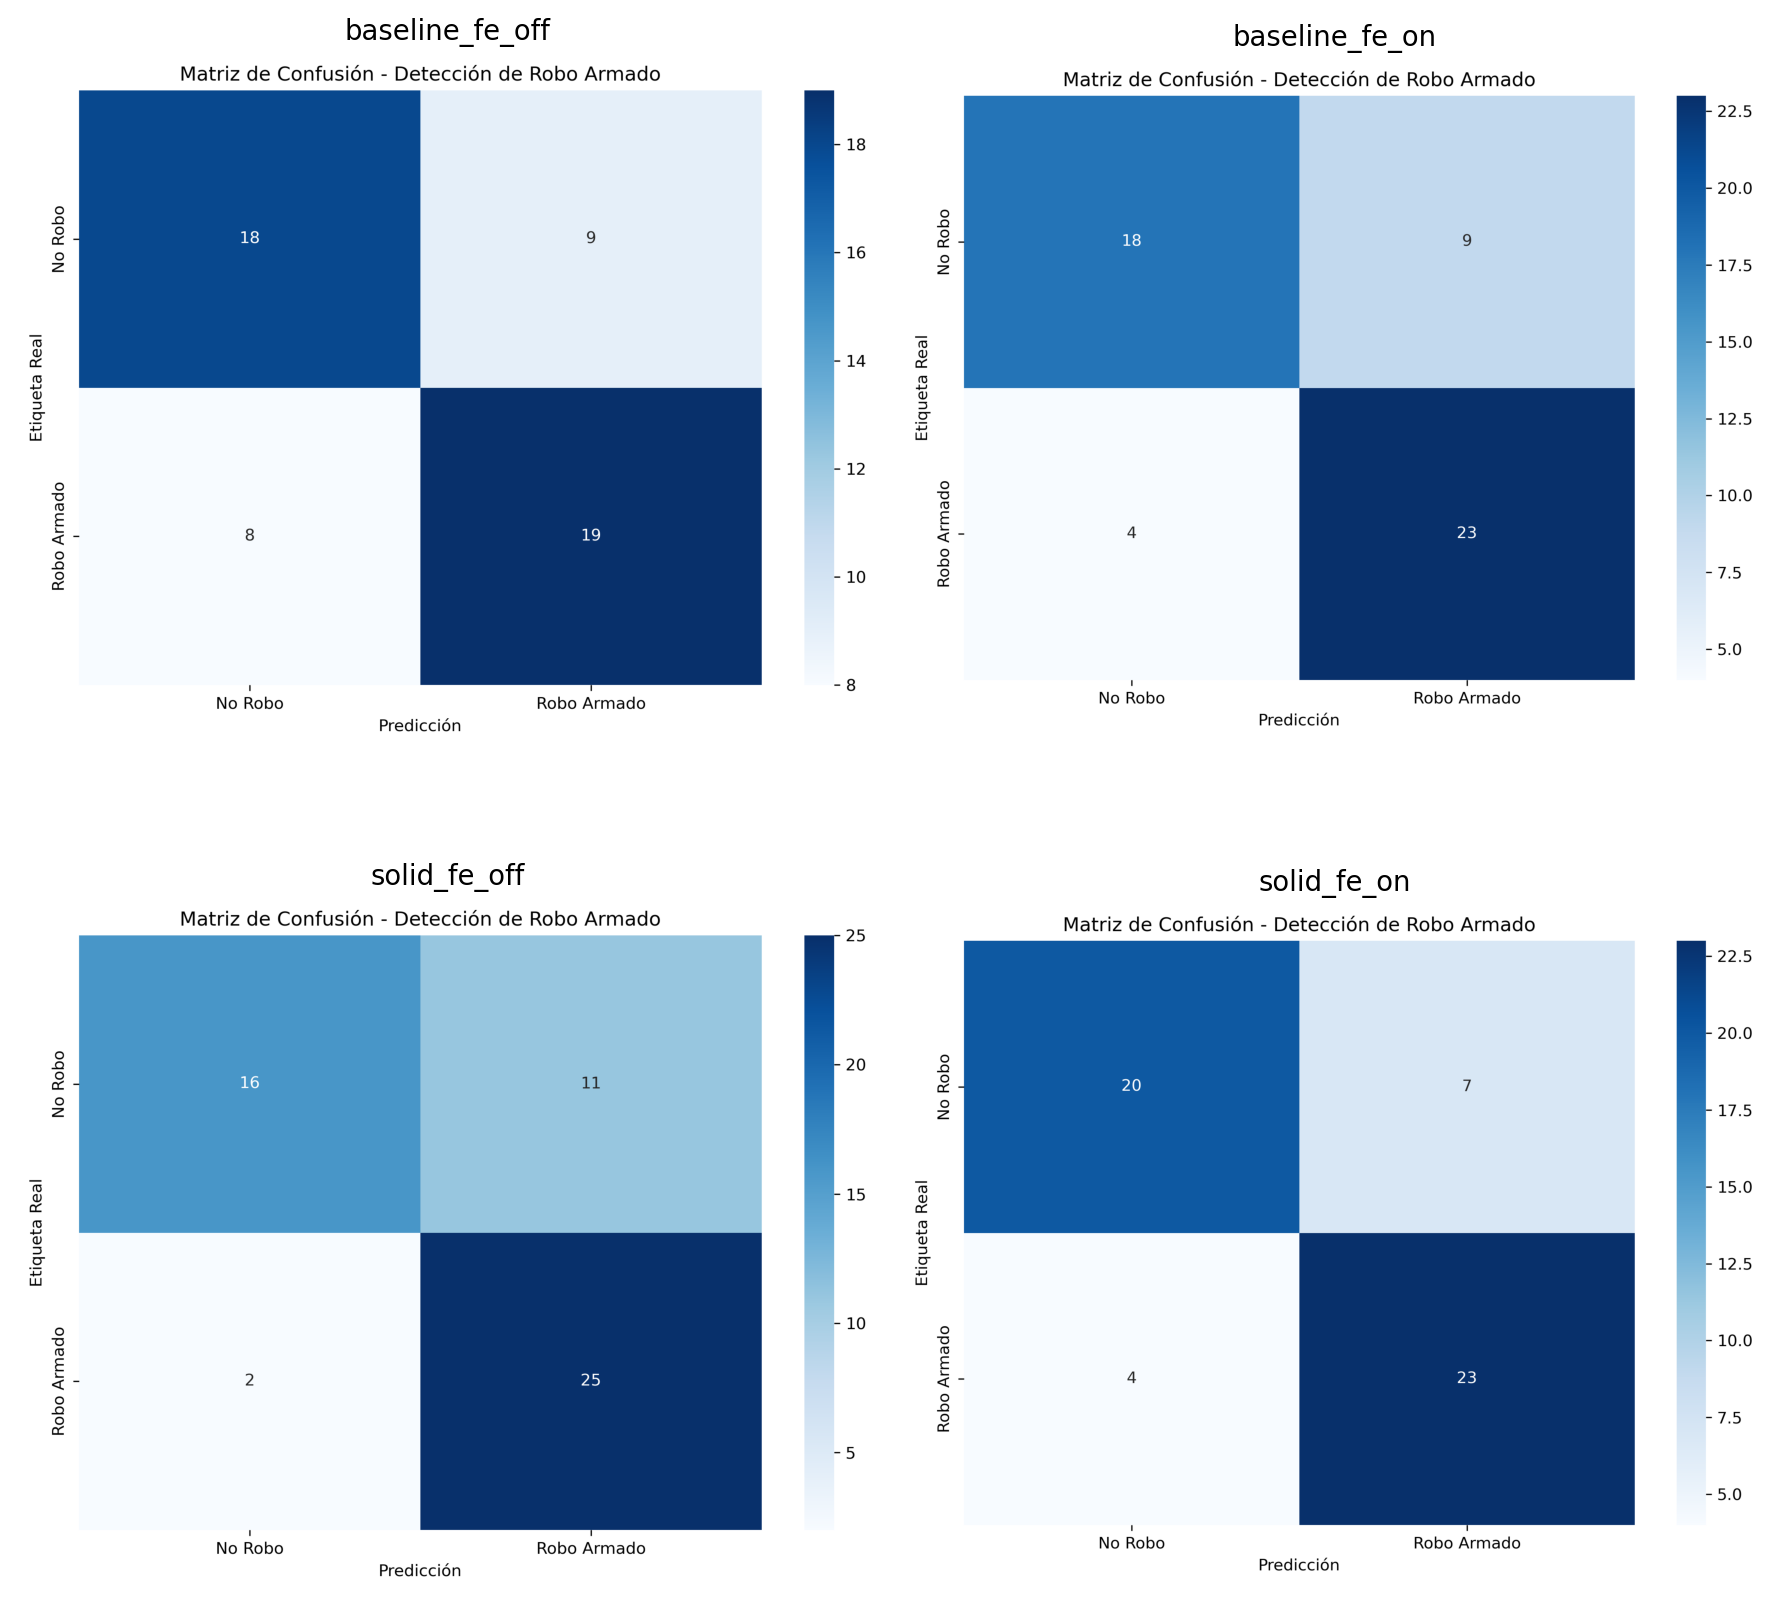 baseline_fe_off
Matriz de Confusión - Detección de Robo Armado
No Robo
Robo Armado
Etiqueta Real
18
9
8
19
No Robo
Robo Armado
Predicción
18
16
14
12
10
8
baseline_fe_on
Matriz de Confusión - Detección de Robo Armado
No Robo
Robo Armado
Etiqueta Real
18
9
4
23
No Robo
Robo Armado
Predicción
22.5
20.0
17.5
15.0
12.5
10.0
7.5
5.0
solid_fe_off
Matriz de Confusión - Detección de Robo Armado
No Robo
Robo Armado
Etiqueta Real
16
11
2
25
No Robo
Robo Armado
Predicción
25
20
15
10
5
solid_fe_on
Matriz de Confusión - Detección de Robo Armado
No Robo
Robo Armado
Etiqueta Real
20
7
4
23
No Robo
Robo Armado
Predicción
22.5
20.0
17.5
15.0
12.5
10.0
7.5
5.0